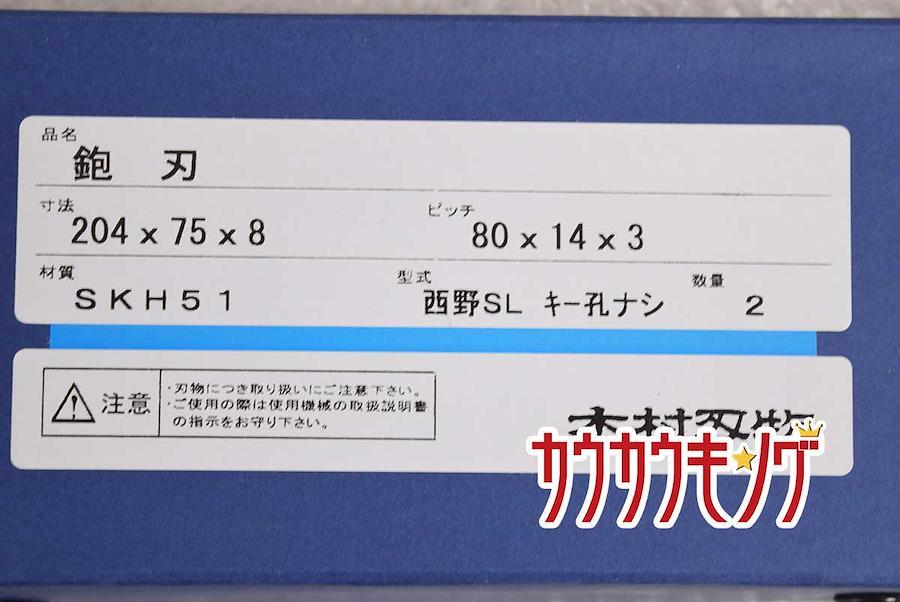 品名
鉋 刃
寸法 ピッチ
204 x 75 x 8 80 x 14 x 3
材質 型式 数量
SKH51 西野SL キー孔ナシ 2
注意
・刃物につき取り扱いにご注意下さい。
・ご使用の際は使用機械の取扱説明書
の指示をお守り下さい。
木村刃物
カウカウキング